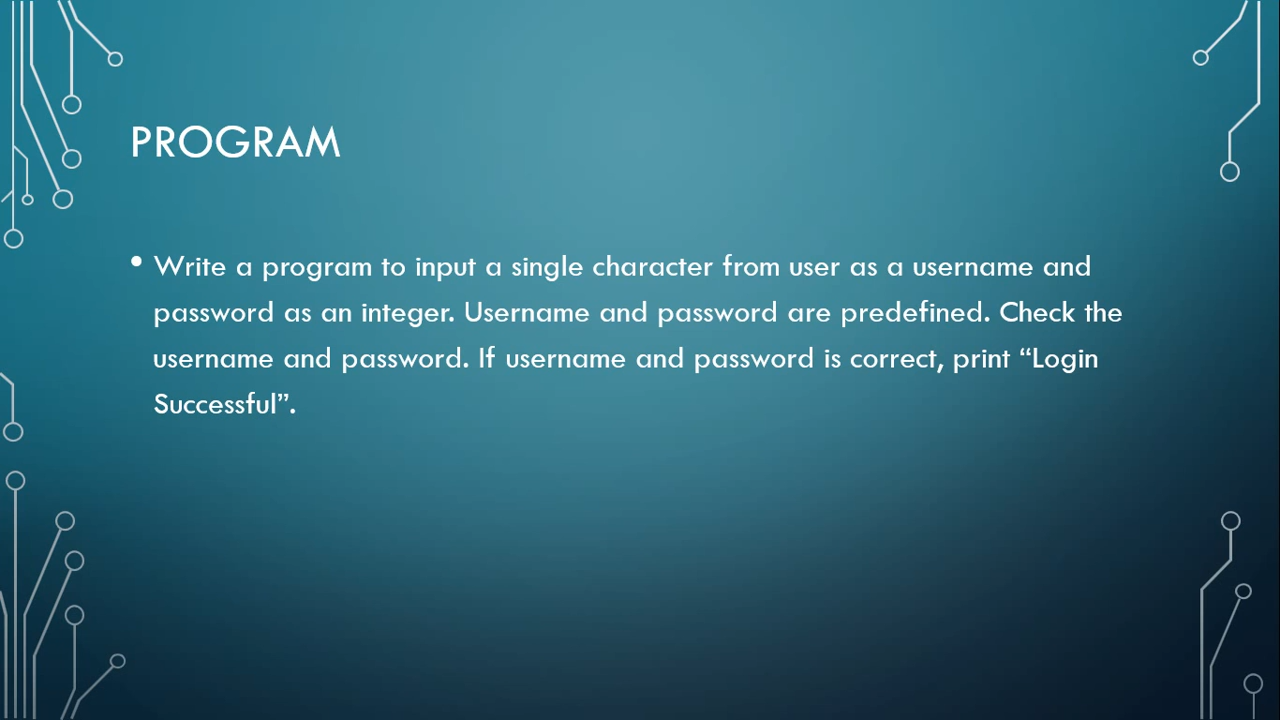 PROGRAM
• Write a program to input a single character from user as a username and
password as an integer. Username and password are predefined. Check the
username and password. If username and password is correct, print “Login
Successful”.